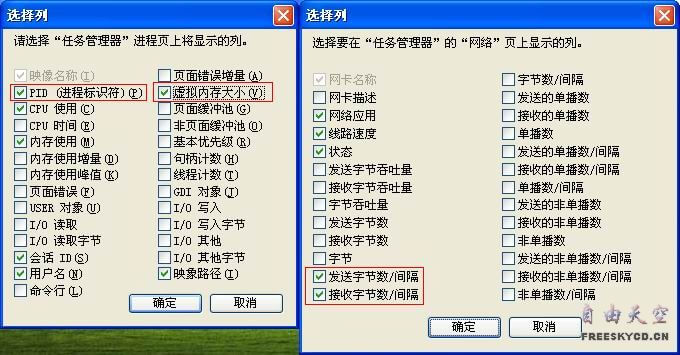 选择列
请选择“任务管理器”进程页上将显示的列。
映像名称(I)
PID (进程标识符)(P)
CPU 使用(C)
CPU 时间(E)
内存使用(M)
内存使用增量(D)
内存使用峰值(K)
页面错误(F)
USER 对象(U)
I/O 读取
I/O 读取字节
会话 ID(S)
用户名(N)
命令行(L)
页面错误增量(A)
虚拟内存大小(V)
页面缓冲池(G)
非页面缓冲池(O)
基本优先级(R)
句柄计数(H)
线程计数(T)
GDI 对象(J)
I/O 写入
I/O 写入字节
I/O 其他
I/O 其他字节
映象路径(I)
确定
取消
选择列
选择要在“任务管理器”的“网络”页上显示的列。
网卡名称
网卡描述
网络应用
线路速度
状态
发送字节吞吐量
接收字节吞吐量
字节吞吐量
发送字节数
接收字节数
字节
发送字节数/间隔
接收字节数/间隔
字节数/间隔
发送的单播数
接收的单播数
单播数
发送的单播数/间隔
接收的单播数/间隔
单播数/间隔
发送的非单播数
接收的非单播数
非单播数
发送的非单播数/间隔
接收的非单播数/间隔
非单播数/间隔
确定
取消
自由天空
FREESKYCD.CN